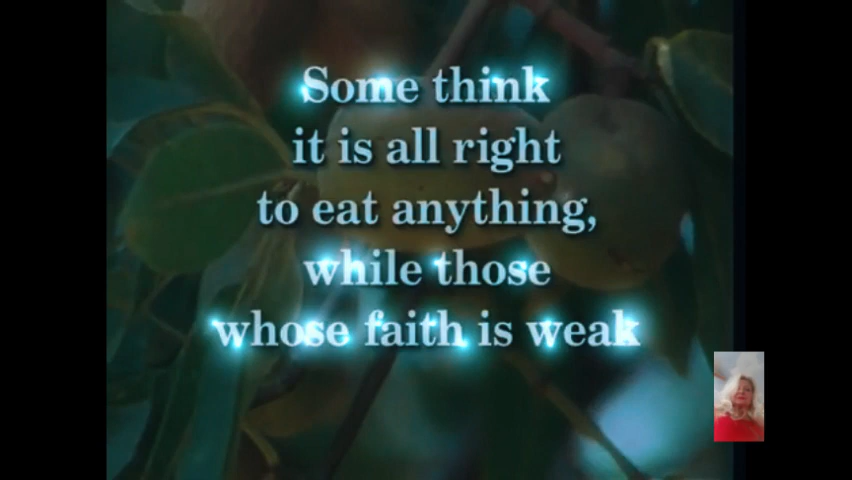 Some think
it is all right
to eat anything,
while those
whose faith is weak